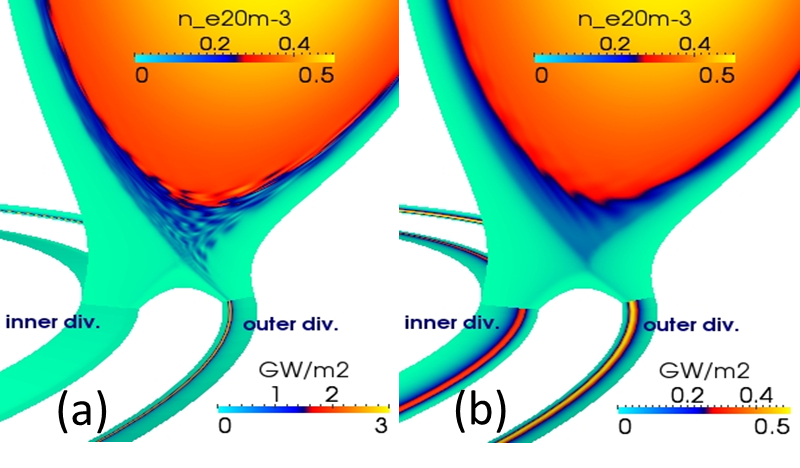 n_e20m-3
0.2 0.4
0 0.5
inner div.
outer div.
GW/m2
1 2
0 3
(a)
n_e20m-3
0.2 0.4
0 0.5
inner div.
outer div.
GW/m2
0.2 0.4
0 0.5
(b)